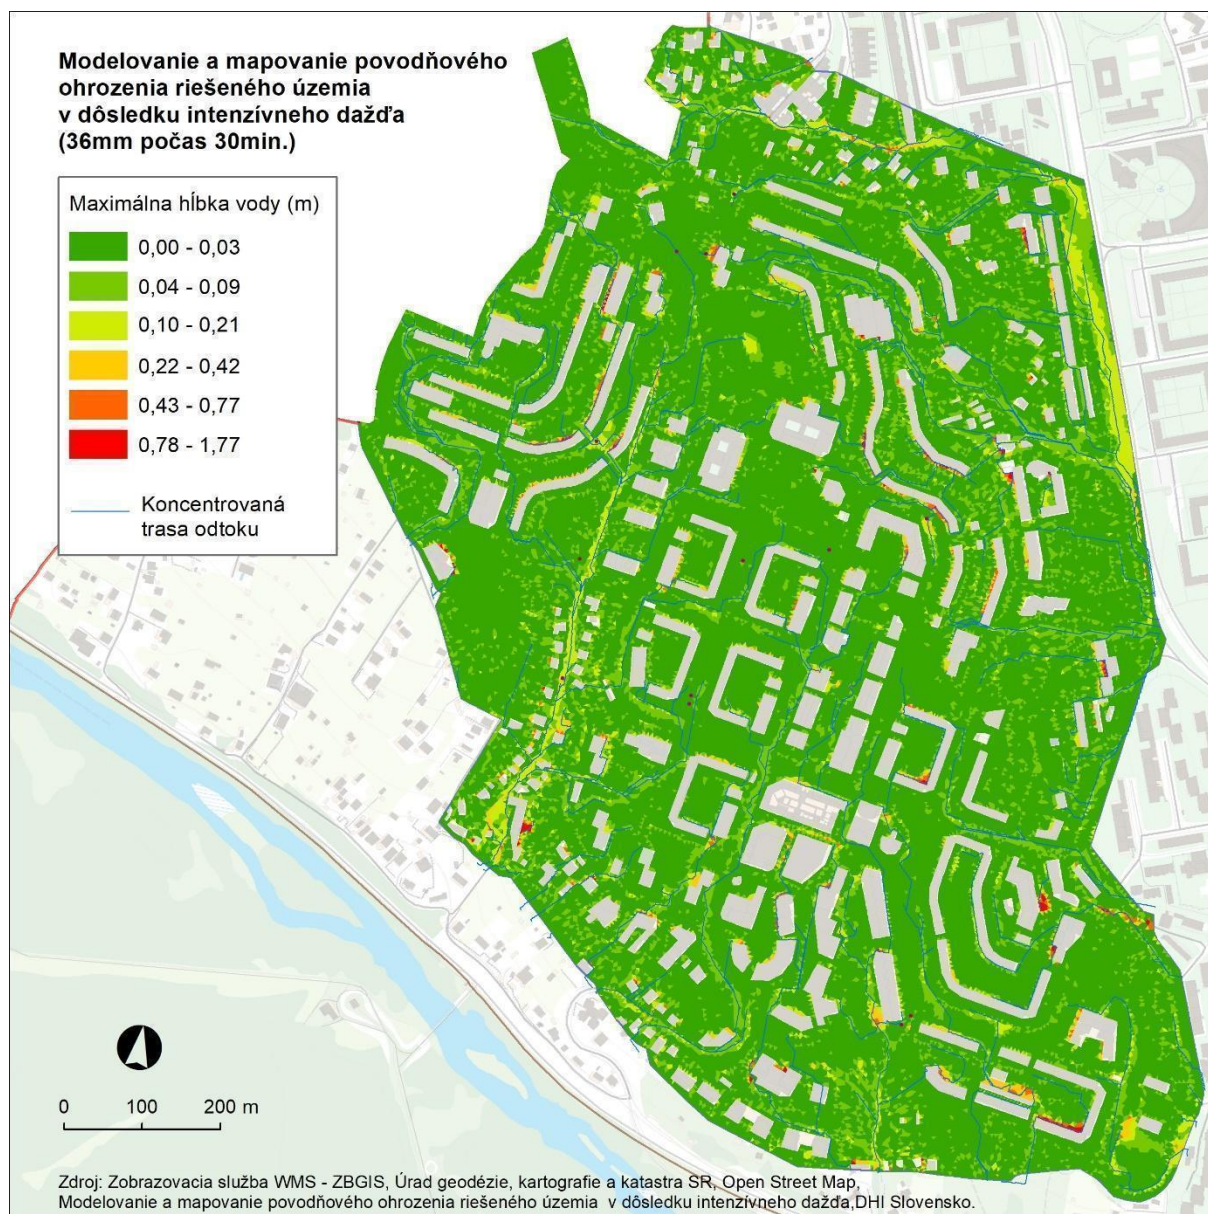 Modelovanie a mapovanie povodňového
ohrozenia riešeného územia
v dôsledku intenzívneho dažďa
(36mm počas 30min.)
Maximálna hĺbka vody (m)
0,00 - 0,03
0,04 - 0,09
0,10 - 0,21
0,22 - 0,42
0,43 - 0,77
0,78 - 1,77
Koncentrovaná
trasa odtoku
0 100 200 m
Zdroj: Zobrazovacia služba WMS - ZBGIS, Úrad geodézie, kartografie a katastra SR, Open Street Map,
Modelovanie a mapovanie povodňového ohrozenia riešeného územia v dôsledku intenzívneho dažďa,DHI Slovensko.